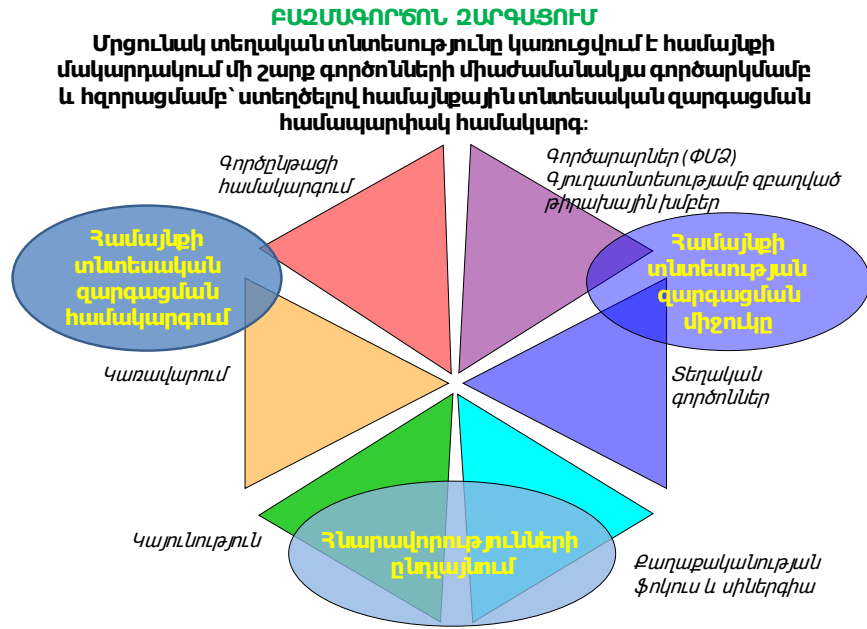 ԲԱԶՄԱԳՈՐԾՈՆ ԶԱՐԳԱՑՈՒՄ
Մրցունակ տեղական տնտեսությունը կառուցվում է համայնքի
մակարդակում մի շարք գործոնների միաժամանակյա գործարկմամբ
և հզորացմամբ` ստեղծելով համայնքային տնտեսական զարգացման
համապարփակ համակարգ:
Գործընթացի
համակարգում
Գործարարներ (ՓՄՁ)
Գյուղատնտեսությամբ զբաղված
թիրախային խմբեր
Համայնքի
տնտեսական
զարգացման
համակարգում
Համայնքի
տնտեսության
զարգացման
միջուկը
Կառավարում
Տեղական
գործոններ
Կայունություն
Հնարավորությունների
ընդլայնում
Քաղաքականության
ֆոկուս և սիներգիա